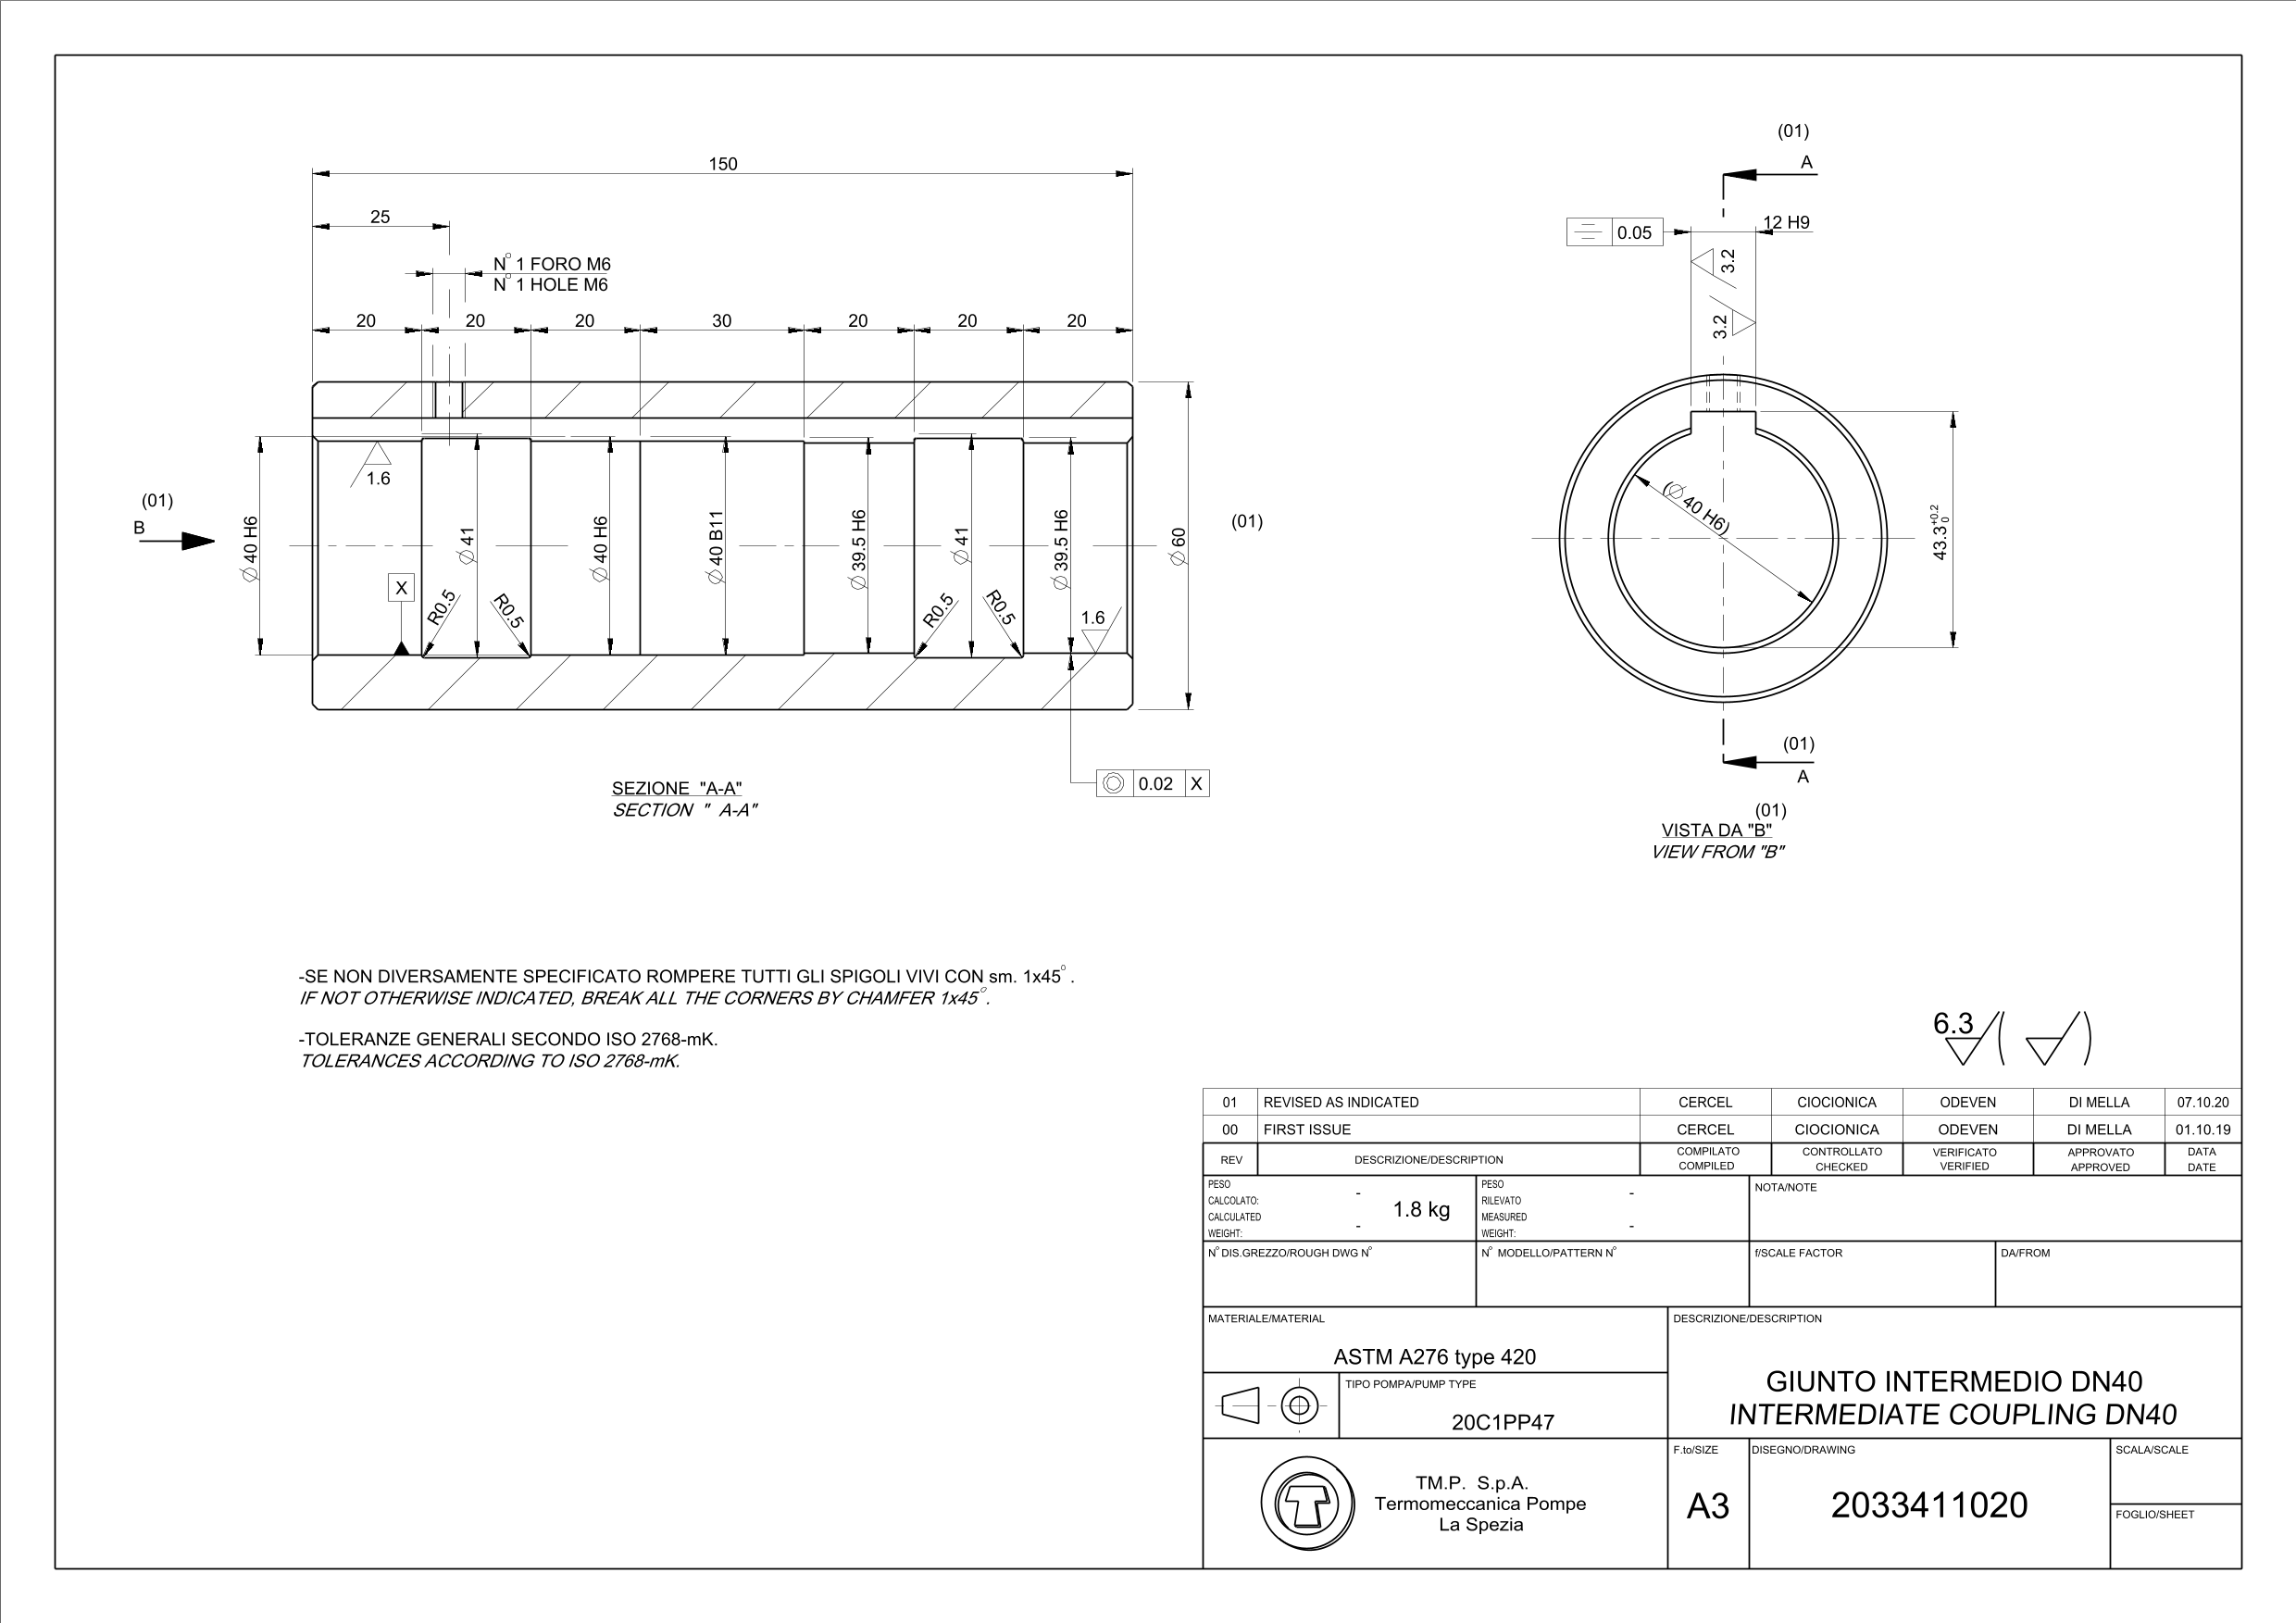 150
25
N° 1 FORO M6
N° 1 HOLE M6
20 20 20 30 20 20 20
1.6
(01)
B
Ø 40 H6
X
R0.5
Ø 41
R0.5
Ø 40 H6
Ø 40 B11
Ø 39.5 H6
R0.5
Ø 41
R0.5
Ø 39.5 H6
1.6
Ø 60
(01)
0.02 X
SEZIONE "A-A"
SECTION " A-A"
(01)
A
0.05
12 H9
3.2
3.2
(Ø 40 H6)
43.3 +0.2 0
(01)
A
(01)
VISTA DA "B"
VIEW FROM "B"
-SE NON DIVERSAMENTE SPECIFICATO ROMPERE TUTTI GLI SPIGOLI VIVI CON sm. 1x45°.
IF NOT OTHERWISE INDICATED, BREAK ALL THE CORNERS BY CHAMFER 1x45°.
-TOLERANZE GENERALI SECONDO ISO 2768-mK.
TOLERANCES ACCORDING TO ISO 2768-mK.
6.3 ( )
01 REVISED AS INDICATED CERCEL CIOCIONICA ODEVEN DI MELLA 07.10.20
00 FIRST ISSUE CERCEL CIOCIONICA ODEVEN DI MELLA 01.10.19
REV DESCRIZIONE/DESCRIPTION COMPILATO CONTROLLATO VERIFICATO APPROVATO DATA
COMPILED CHECKED VERIFIED APPROVED DATE
PESO
CALCOLATO: -
CALCULATED
WEIGHT: -
1.8 kg
PESO
RILEVATO -
MEASURED
WEIGHT: -
NOTA/NOTE
N° DIS.GREZZO/ROUGH DWG N°
N° MODELLO/PATTERN N°
f/SCALE FACTOR
DA/FROM
MATERIALE/MATERIAL
ASTM A276 type 420
DESCRIZIONE/DESCRIPTION
GIUNTO INTERMEDIO DN40
INTERMEDIATE COUPLING DN40
TIPO POMPA/PUMP TYPE
20C1PP47
TM.P. S.p.A.
Termomeccanica Pompe
La Spezia
F.to/SIZE
A3
DISEGNO/DRAWING
2033411020
SCALA/SCALE
FOGLIO/SHEET